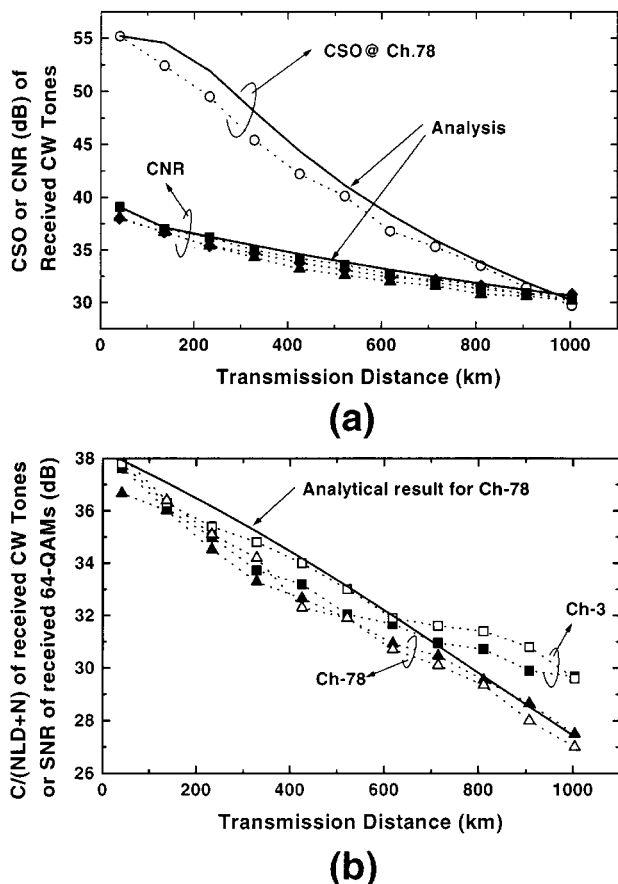 CSO or CNR (dB) of
Received CW Tones
55
50
45
40
35
30
CSO@ Ch.78
Analysis
CNR
0
200
400
600
800
1000
Transmission Distance (km)
(a)
C/(NLD+N) of received CW Tones
or SNR of received 64-QAMs (dB)
38
36
34
32
30
28
26
Analytical result for Ch-78
Ch-3
Ch-78
0
200
400
600
800
1000
Transmission Distance (km)
(b)